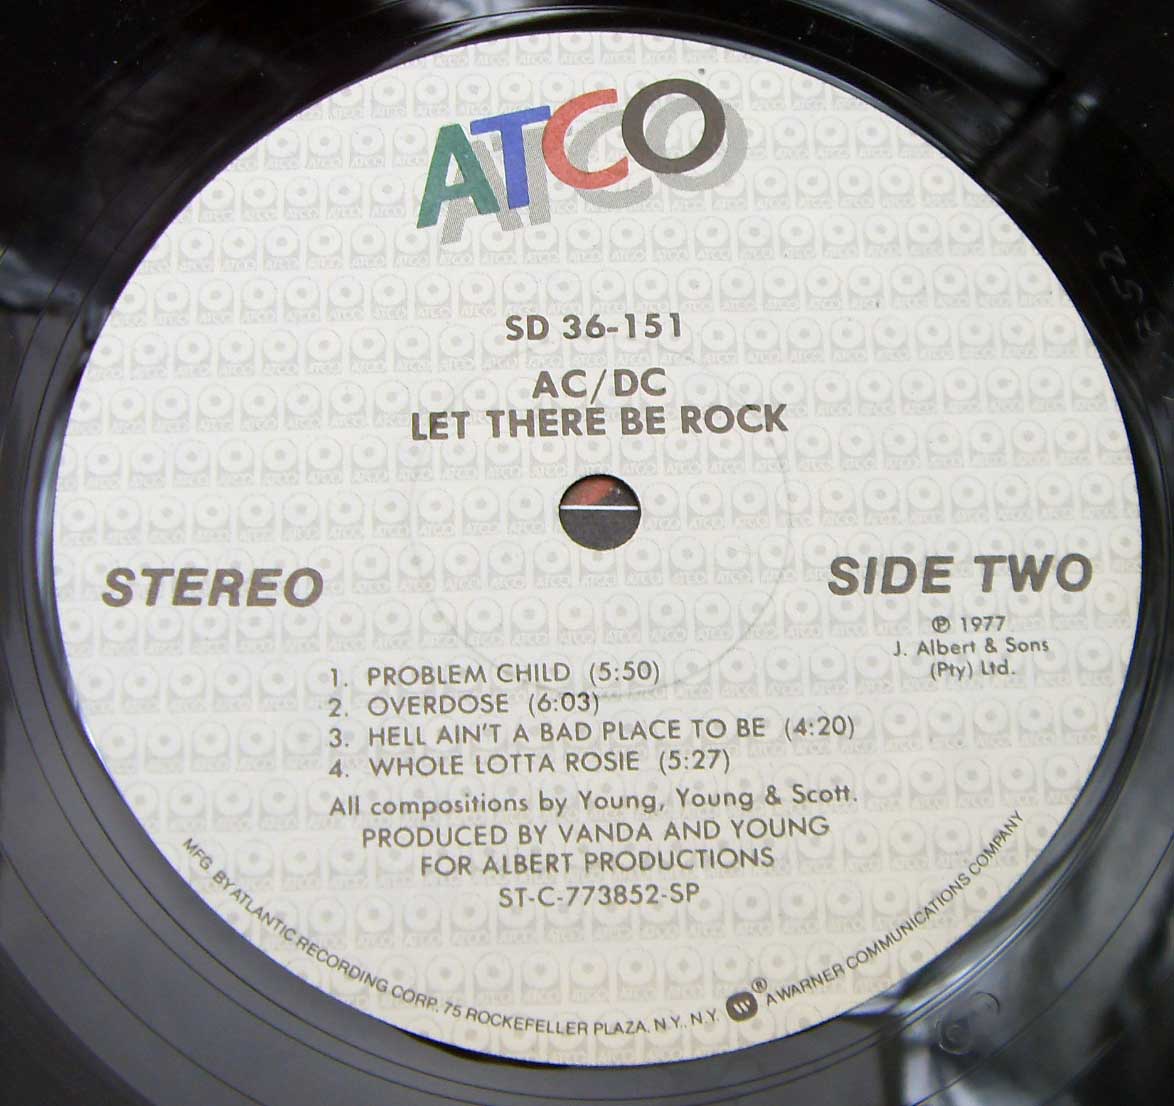 ATCO
SD 36-151
AC/DC
LET THERE BE ROCK
STEREO
SIDE TWO
℗ 1977
J. Albert & Sons
(Pty) Ltd.
1. PROBLEM CHILD (5:50)
2. OVERDOSE (6:03)
3. HELL AIN'T A BAD PLACE TO BE (4:20)
4. WHOLE LOTTA ROSIE (5:27)
All compositions by Young, Young & Scott.
PRODUCED BY VANDA AND YOUNG
FOR ALBERT PRODUCTIONS
ST-C-773852-SP
MFG. BY ATLANTIC RECORDING CORP., 75 ROCKEFELLER PLAZA, N.Y., N.Y. ® A WARNER COMMUNICATIONS COMPANY